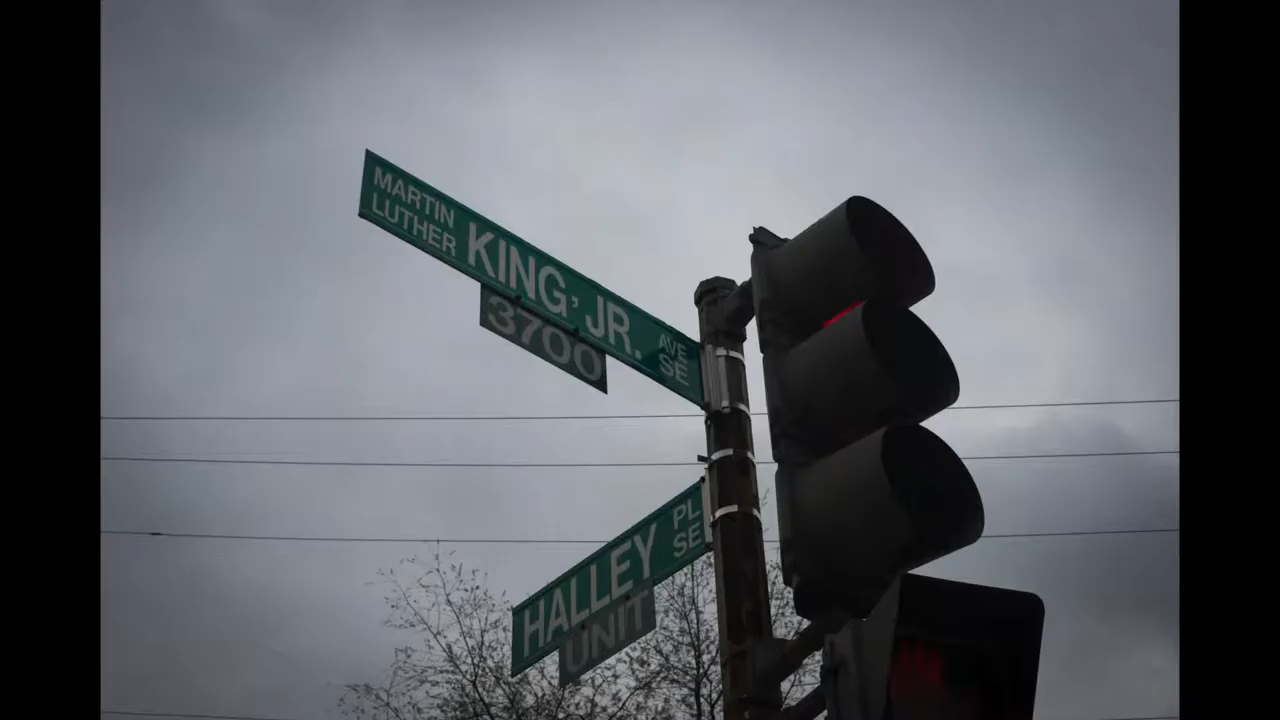 MARTIN
LUTHER
KING, JR.
AVE
SE
3700
HALLEY
PL
SE
UNIT